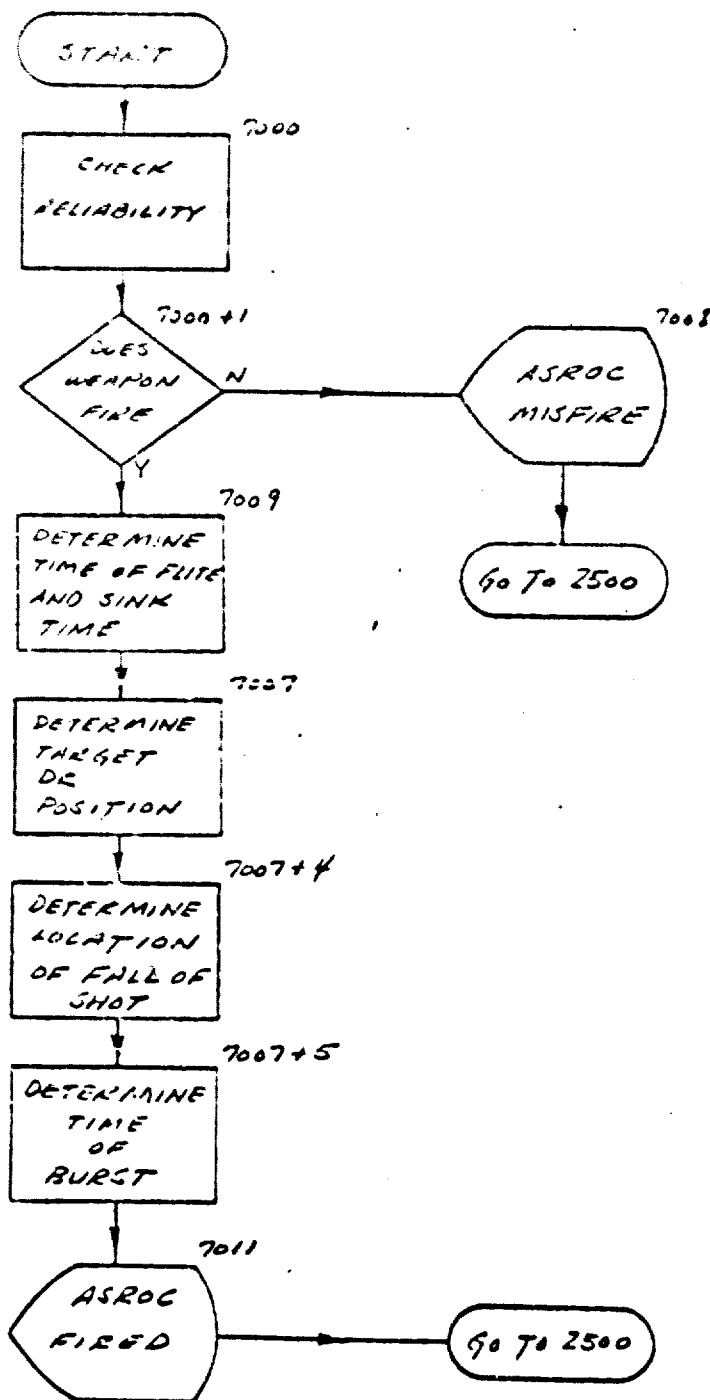 START
7000
CHECK
RELIABILITY
7000+1
DOES
WEAPON
FIRE
N
Y
7008
ASROC
MISFIRE
GO TO 2500
7009
DETERMINE
TIME OF FLITE
AND SINK
TIME
7007
DETERMINE
TARGET
DR
POSITION
7007+4
DETERMINE
LOCATION
OF FALL OF
SHOT
7007+5
DETERMINE
TIME
OF
BURST
7011
ASROC
FIRED
GO TO 2500